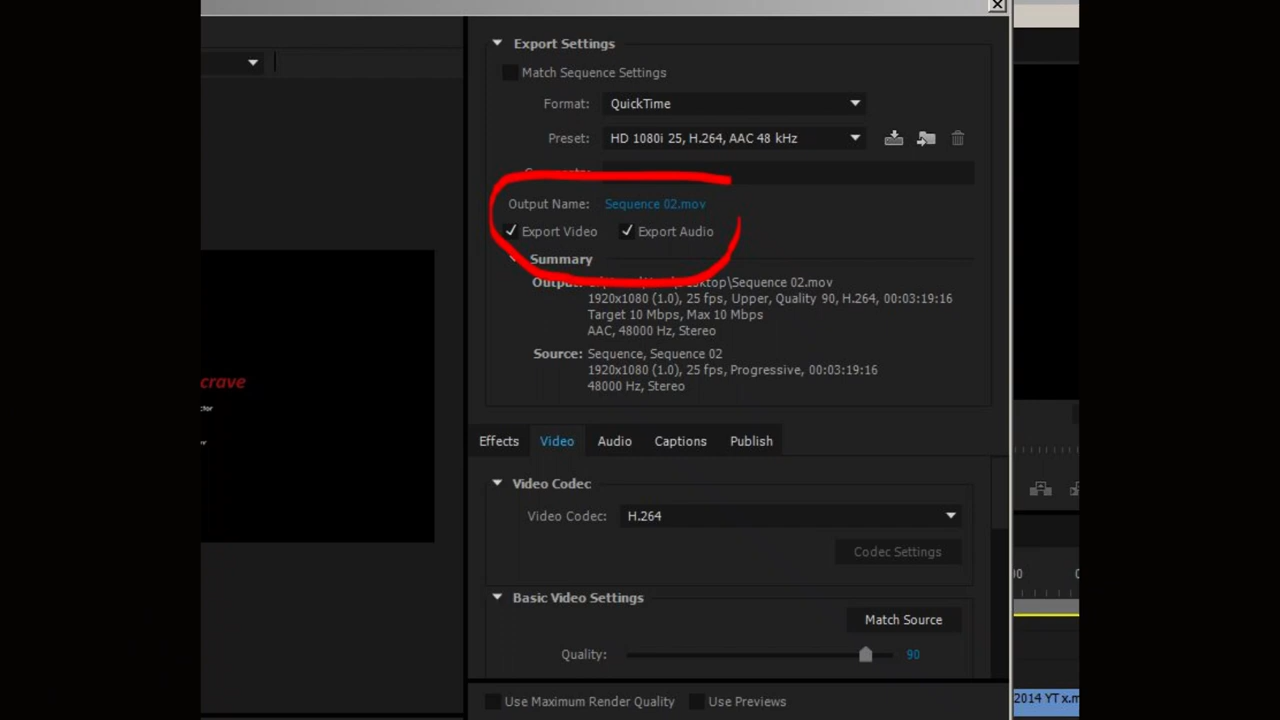 Export Settings
Match Sequence Settings
Format: QuickTime
Preset: HD 1080i 25, H.264, AAC 48 kHz
Output Name: Sequence 02.mov
Export Video Export Audio
Summary
Sequence 02.mov
1920x1080 (1.0), 25 fps, Upper, Quality 90, H.264, 00:03:19:16
Target 10 Mbps, Max 10 Mbps
AAC, 48000 Hz, Stereo
Source: Sequence, Sequence 02
1920x1080 (1.0), 25 fps, Progressive, 00:03:19:16
48000 Hz, Stereo
crave
Effects Video Audio Captions Publish
Video Codec
Video Codec: H.264
Codec Settings
Basic Video Settings
Match Source
Quality: 90
Use Maximum Render Quality Use Previews
2014 YT x.m